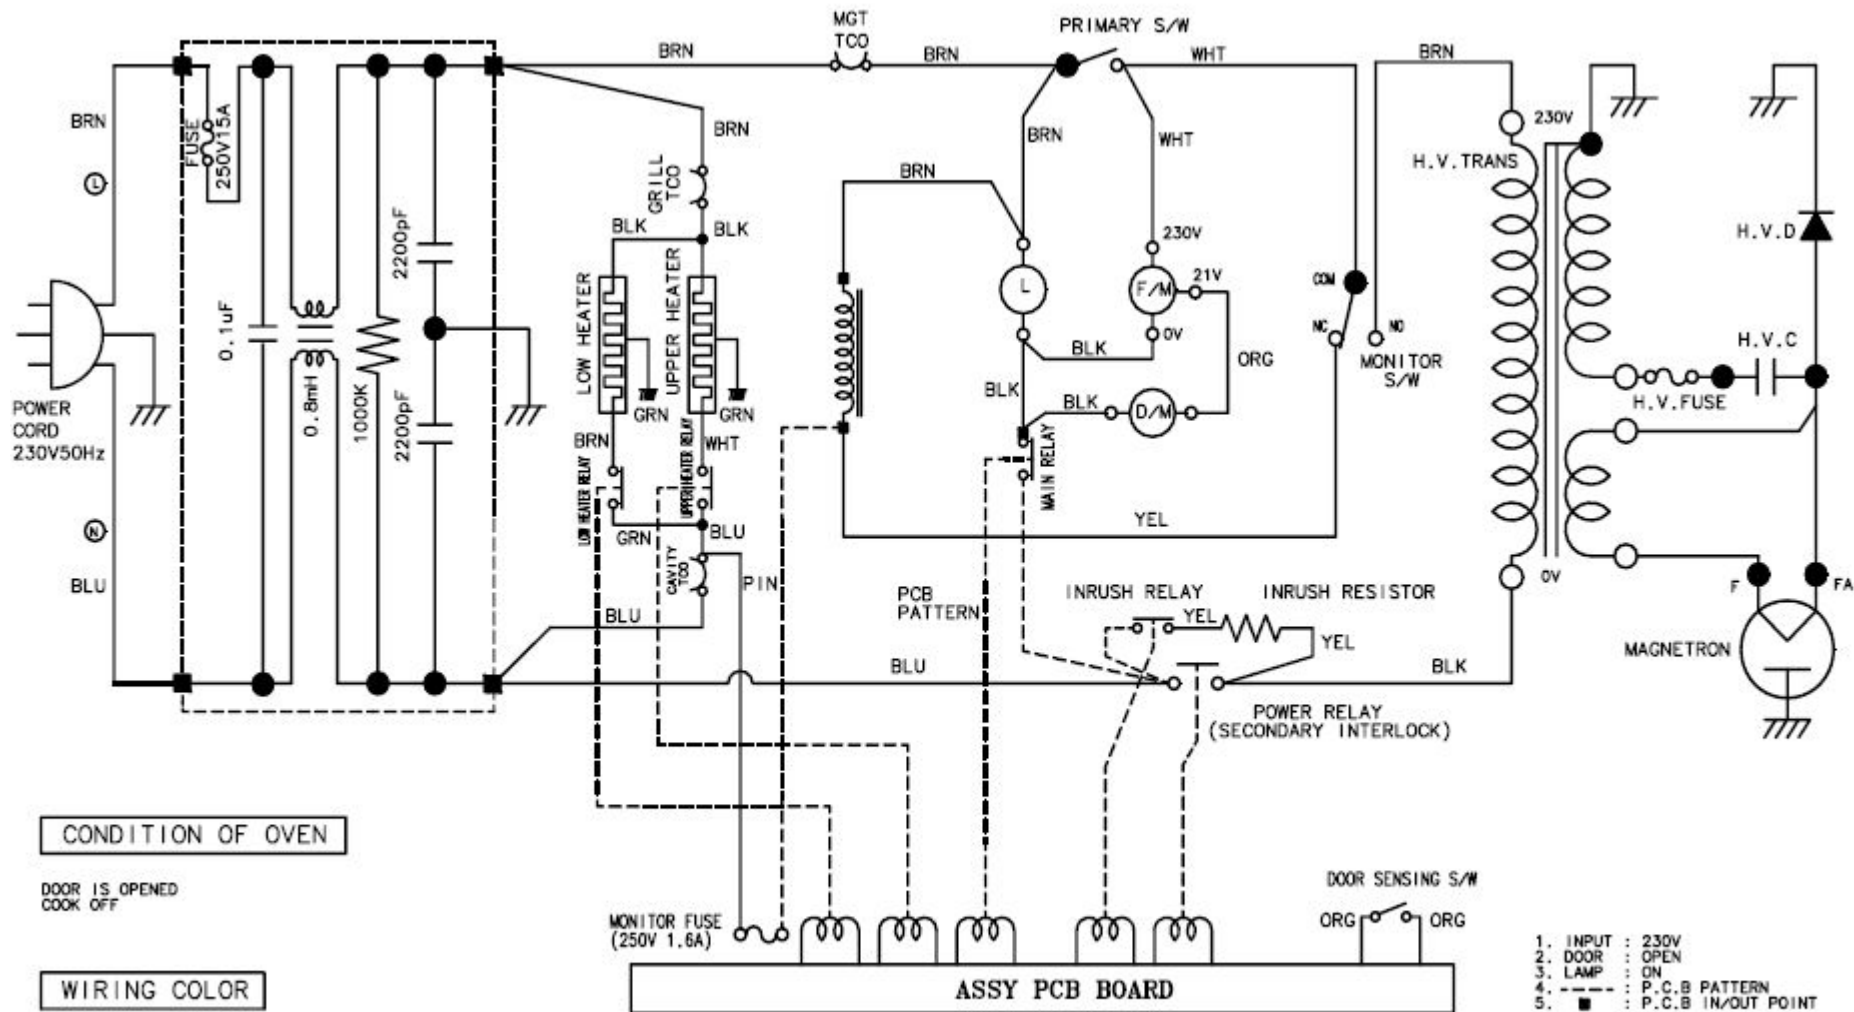 MGT
TCO
PRIMARY S/W
BRN
BRN
WHT
BRN
BRN
L
FUSE
250V15A
BRN
GRILL
TCO
BRN
BRN
WHT
230V
H.V.TRANS
2200pF
BLK
BLK
230V
H.V.D
LOW HEATER
UPPER HEATER
L
F/M
21V
COM
0.1uF
NC
NO
MONITOR
S/W
0V
BLK
ORG
H.V.C
POWER
CORD
230V50Hz
0.8mH
1000K
2200pF
GRN
GRN
BLK
BLK
D/M
H.V.FUSE
BRN
WHT
LOW HEATER RELAY
UPPER HEATER RELAY
MAIN RELAY
YEL
N
GRN
BLU
BLU
CAVITY
TCO
PIN
PCB
PATTERN
INRUSH RELAY
INRUSH RESISTOR
0V
F
FA
BLU
YEL
YEL
MAGNETRON
BLU
BLK
POWER RELAY
(SECONDARY INTERLOCK)
CONDITION OF OVEN
DOOR IS OPENED
COOK OFF
MONITOR FUSE
(250V 1.6A)
DOOR SENSING S/W
ORG
ORG
WIRING COLOR
ASSY PCB BOARD
1. INPUT : 230V
2. DOOR : OPEN
3. LAMP : ON
4. ----- : P.C.B PATTERN
5. ■ : P.C.B IN/OUT POINT